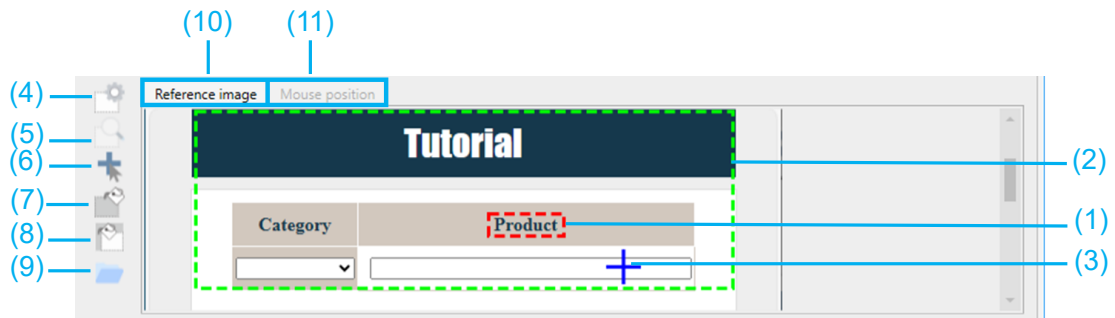 (10) (11)
(4) Reference image Mouse position
(5) Tutorial
(6) (2)
(7)
(8) Category Product (1)
(9) (3)